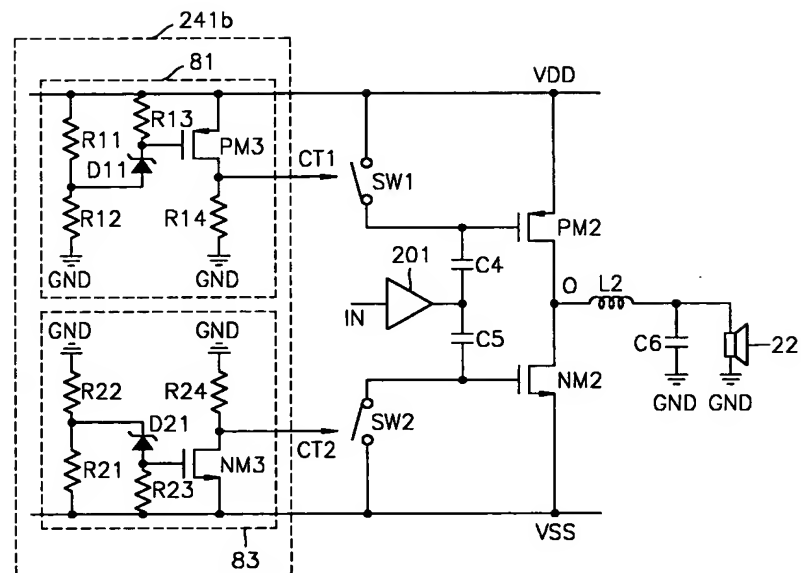 241b
81
VDD
R13
R11
PM3
D11
CT1
SW1
R12
R14
PM2
GND
GND
201
C4
O
L2
IN
GND
GND
C5
C6
22
R22
R24
NM2
GND
GND
D21
SW2
R21
NM3
CT2
R23
VSS
83